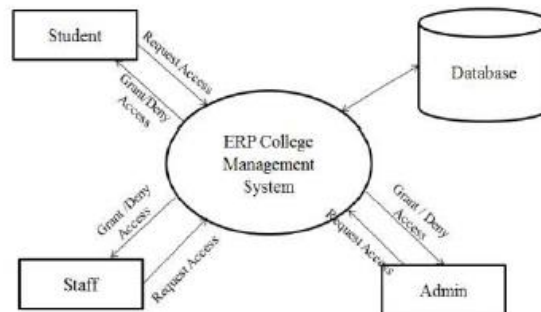 Student
Request Access
Grant/Deny
Access
Database
ERP College
Management
System
Grant /Deny
Access
Request Access
Staff
Grant / Deny
Access
Request Access
Admin